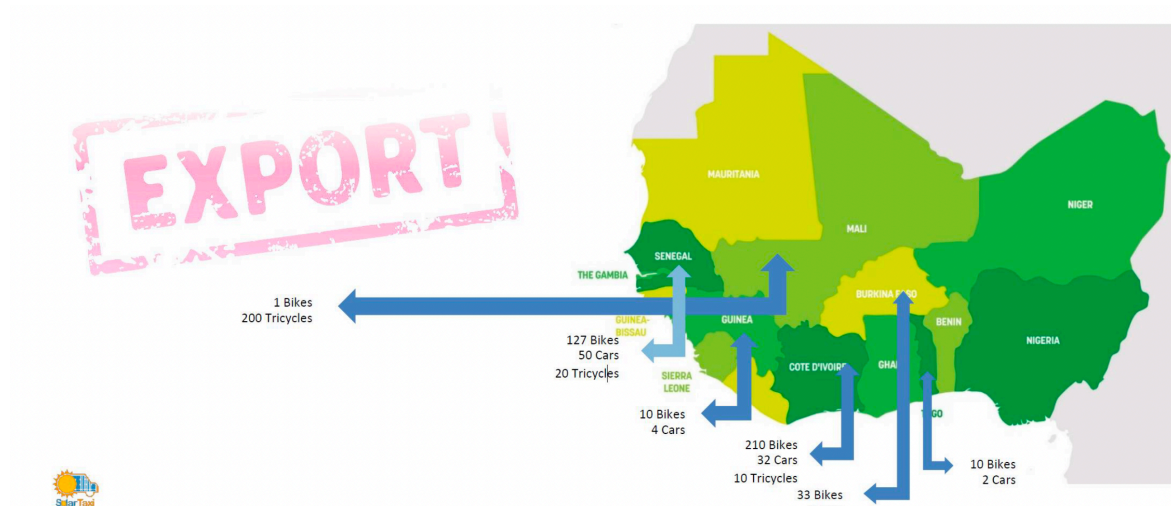 EXPORT
MAURITANIA
NIGER
MALI
SENEGAL
THE GAMBIA
BURKINA FASO
1 Bikes
200 Tricycles
GUINEA-
BISSAU
GUINEA
BENIN
127 Bikes
50 Cars
20 Tricycles
NIGERIA
COTE D'IVOIRE
GHANA
SIERRA
LEONE
10 Bikes
4 Cars
TOGO
210 Bikes
32 Cars
10 Tricycles
33 Bikes
10 Bikes
2 Cars
SolarTaxi